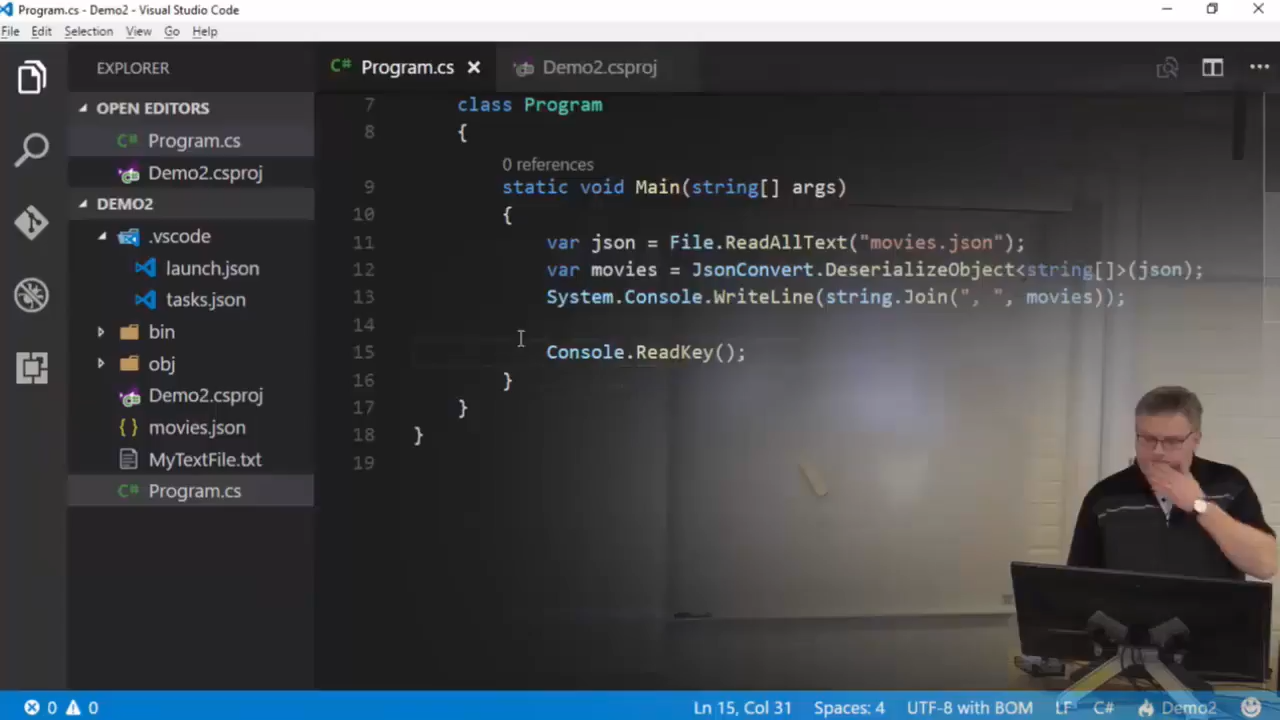 Program.cs - Demo2 - Visual Studio Code
File Edit Selection View Go Help
EXPLORER
OPEN EDITORS
Program.cs
Demo2.csproj
DEMO2
.vscode
launch.json
tasks.json
bin
obj
Demo2.csproj
movies.json
MyTextFile.txt
Program.cs
Program.cs Demo2.csproj
7 class Program
8 {
0 references
9 static void Main(string[] args)
10 {
11 var json = File.ReadAllText("movies.json");
12 var movies = JsonConvert.DeserializeObject<string[]>(json);
13 System.Console.WriteLine(string.Join(", ", movies));
14
15 Console.ReadKey();
16 }
17 }
18 }
19
0 0 Ln 15, Col 31 Spaces: 4 UTF-8 with BOM LF C# Demo2